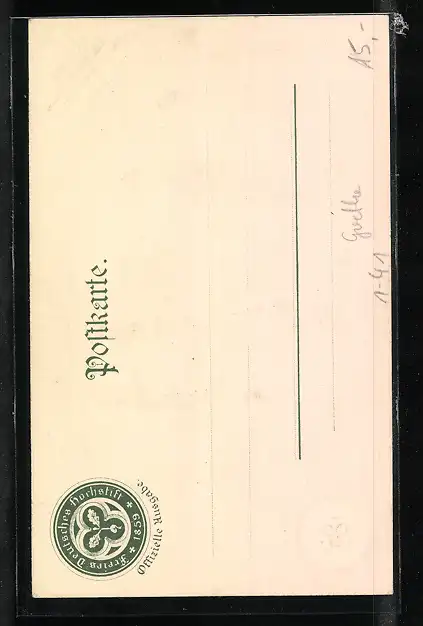 Postkarte.
Freies Deutsches Hochstift
* 1859 *
Offizielle Ausgabe.
15,-
Goethe
1-41